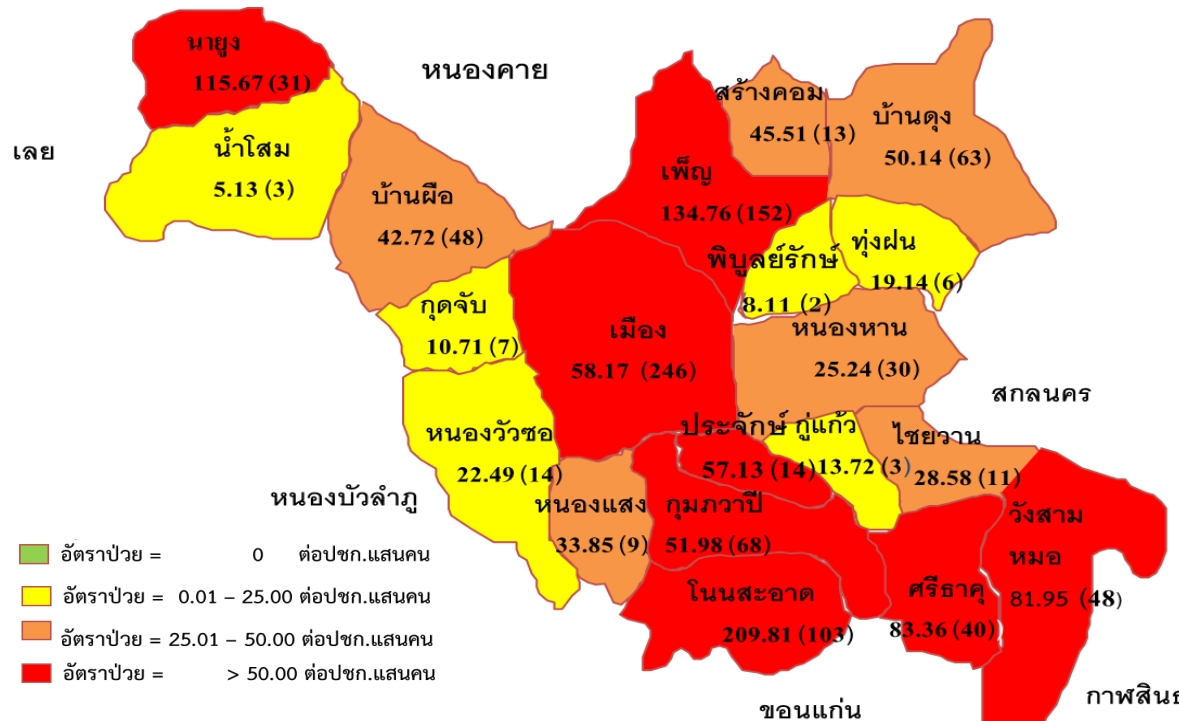 นายูง
115.67 (31)
หนองคาย
สร้างคอม
45.51 (13)
บ้านดุง
50.14 (63)
เลย
น้ำโสม
5.13 (3)
บ้านผือ
42.72 (48)
เพ็ญ
134.76 (152)
พิบูลย์รักษ์
8.11 (2)
ทุ่งฝน
19.14 (6)
กุดจับ
10.71 (7)
เมือง
58.17 (246)
หนองหาน
25.24 (30)
สกลนคร
หนองวัวซอ
22.49 (14)
ประจักษ์
57.13 (14)
กู่แก้ว
13.72 (3)
ไชยวาน
28.58 (11)
หนองบัวลำภู
หนองแสง
33.85 (9)
กุมภวาปี
51.98 (68)
วังสาม
หมอ
81.95 (48)
โนนสะอาด
209.81 (103)
ศรีธาตุ
83.36 (40)
อัตราป่วย = 0 ต่อปชก.แสนคน
อัตราป่วย = 0.01 – 25.00 ต่อปชก.แสนคน
อัตราป่วย = 25.01 – 50.00 ต่อปชก.แสนคน
อัตราป่วย = > 50.00 ต่อปชก.แสนคน
ขอนแก่น
กาฬสินธ